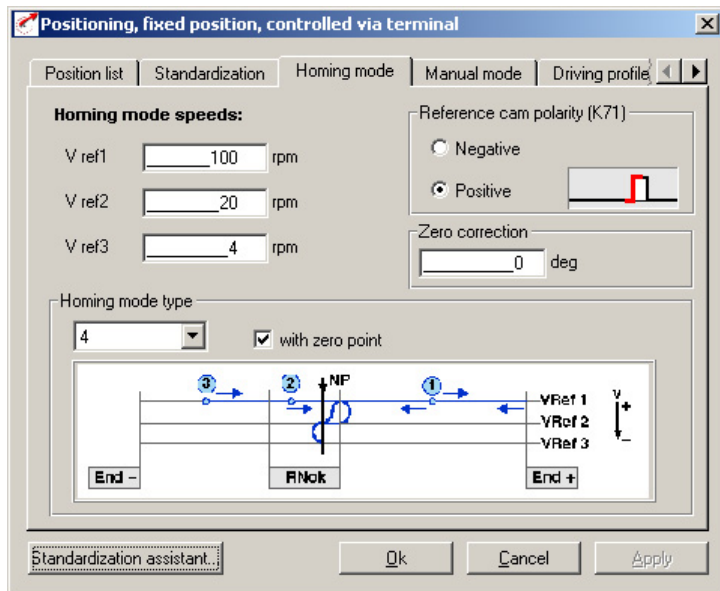 Positioning, fixed position, controlled via terminal
Position list Standardization Homing mode Manual mode Driving profile
Homing mode speeds:
V ref1 100 rpm
V ref2 20 rpm
V ref3 4 rpm
Reference cam polarity (K71)
Negative
Positive
Zero correction
0 deg
Homing mode type
4 with zero point
3 2 NP 1
VRef 1
VRef 2
VRef 3
V
+
-
End - RNok End +
Standardization assistant... Ok Cancel Apply